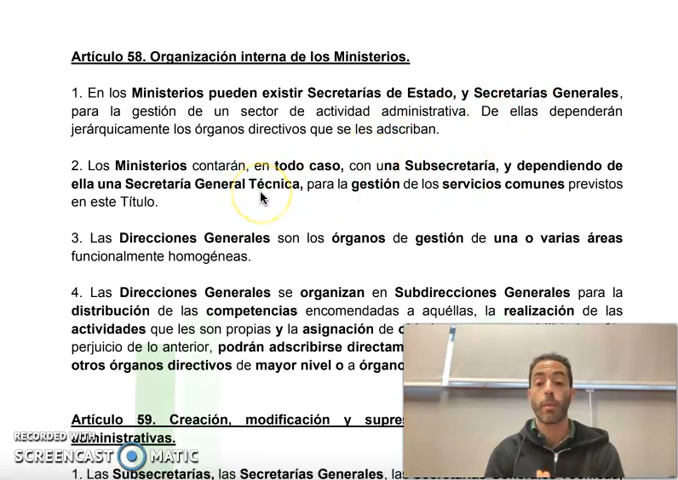 Artículo 58. Organización interna de los Ministerios.
1. En los Ministerios pueden existir Secretarías de Estado, y Secretarías Generales,
para la gestión de un sector de actividad administrativa. De ellas dependerán
jerárquicamente los órganos directivos que se les adscriban.
2. Los Ministerios contarán, en todo caso, con una Subsecretaría, y dependiendo de
ella una Secretaría General Técnica, para la gestión de los servicios comunes previstos
en este Título.
3. Las Direcciones Generales son los órganos de gestión de una o varias áreas
funcionalmente homogéneas.
4. Las Direcciones Generales se organizan en Subdirecciones Generales para la
distribución de las competencias encomendadas a aquéllas, la realización de las
actividades que les son propias y la asignación de
perjuicio de lo anterior, podrán adscribirse
otros órganos directivos de mayor nivel o a
Artículo 59. Creación, modificación y
administrativas.
1. Las Subsecretarías, las Secretarías Generales, las
RECORDED WITH
SCREENCAST MATIC